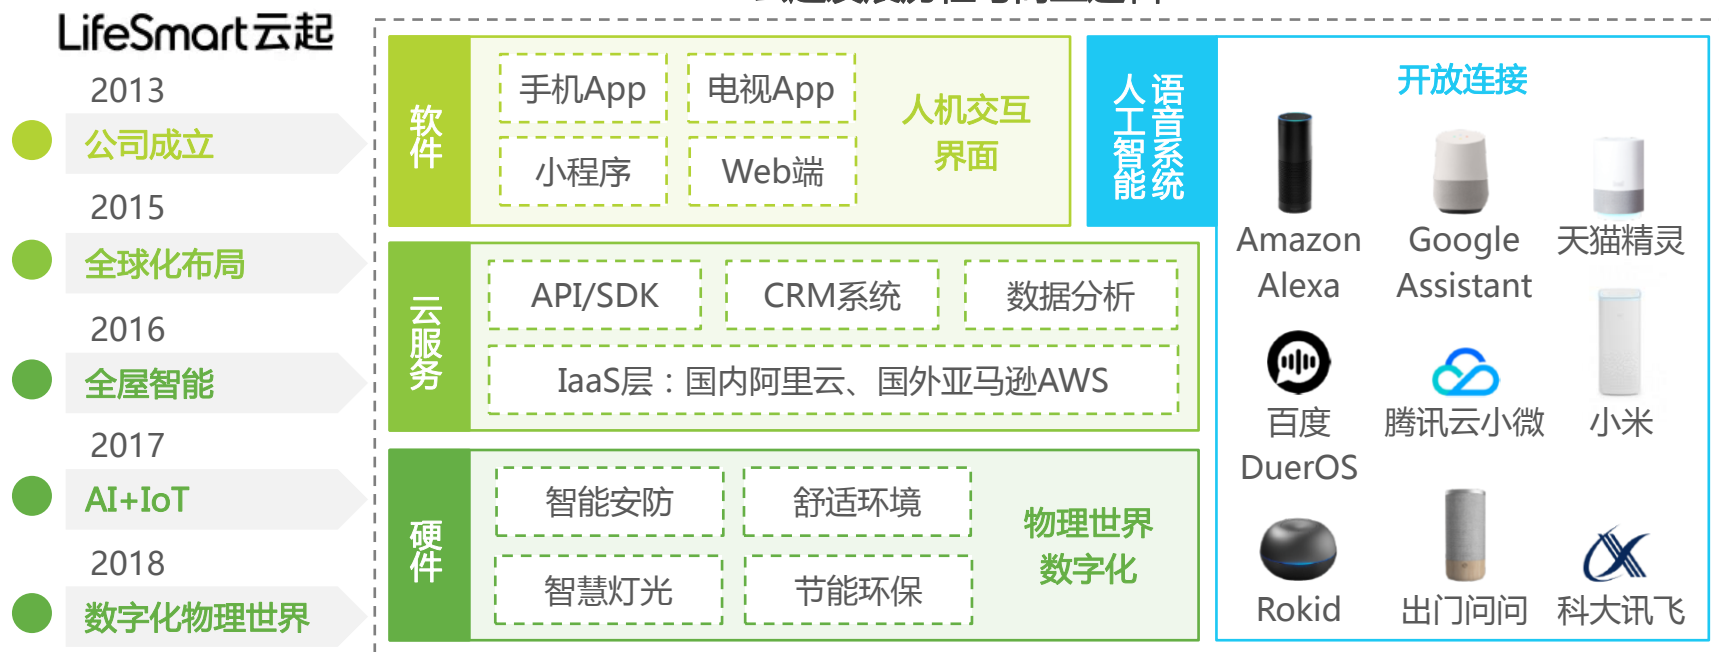 LifeSmart云起
2013
公司成立
2015
全球化布局
2016
全屋智能
2017
AI+IoT
2018
数字化物理世界
软件
手机App
电视App
小程序
Web端
人机交互
界面
云服务
API/SDK
CRM系统
数据分析
IaaS层：国内阿里云、国外亚马逊AWS
硬件
智能安防
舒适环境
智慧灯光
节能环保
物理世界
数字化
人工智能
语音系统
开放连接
Amazon
Alexa
Google
Assistant
天猫精灵
百度
DuerOS
腾讯云小微
小米
Rokid
出门问问
科大讯飞